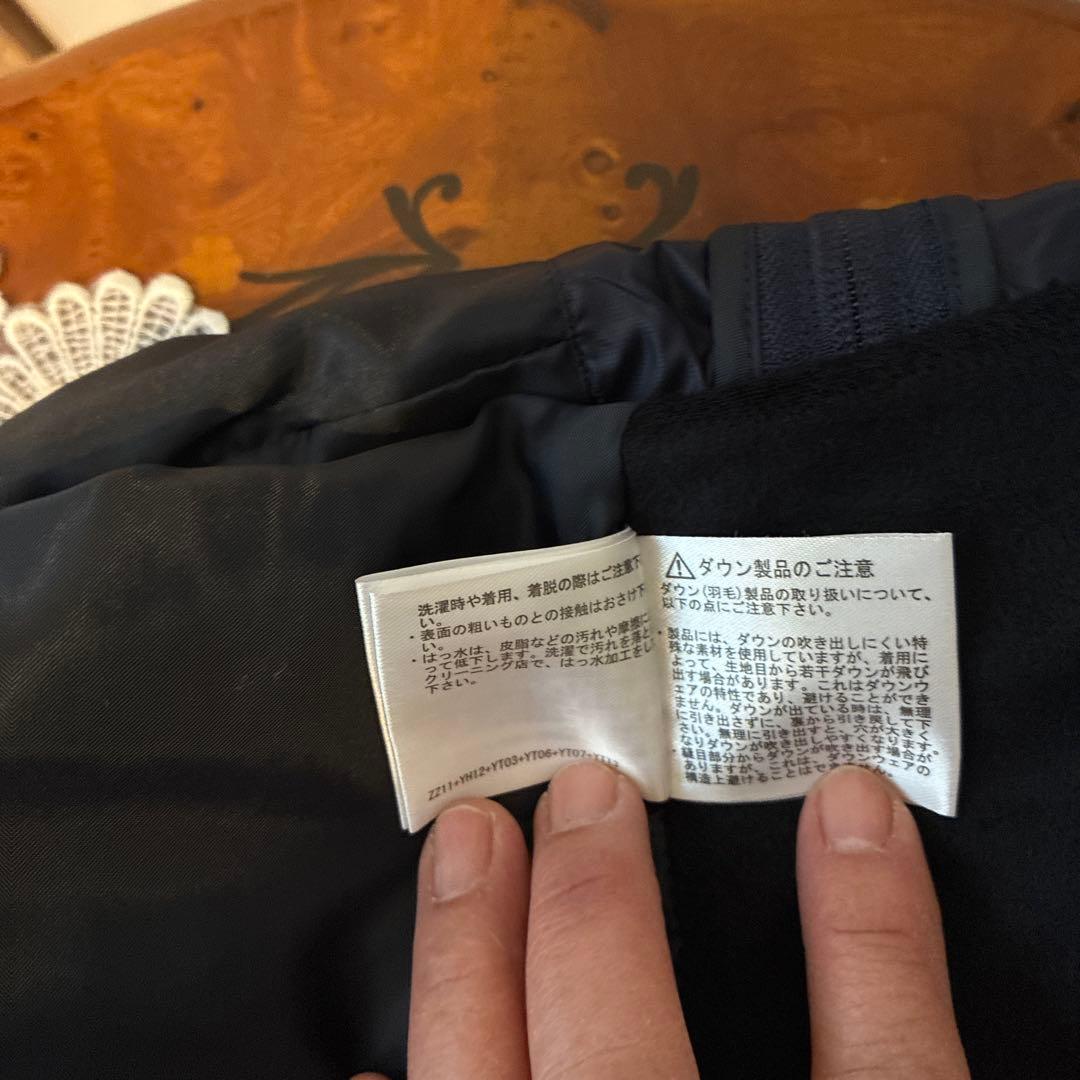 洗濯時や着用、着脱の際はご注意下
い。
・表面の粗いものとの接触はおさけ下
い。
・はっ水は、皮脂などの汚れや摩擦に
って低下します。洗濯で汚れを落と
クリーニング店で、はっ水加工をし
下さい。
ZZ11+YH12+YT03+YT06+YT07+
⚠ダウン製品のご注意
ダウン(羽毛)製品の取り扱いについて、
以下の点にご注意下さい。
・製品には、ダウンの吹き出しにくい特
殊な素材を使用していますが、着用に
よって、生地目から若干ダウンが飛び
出す場合があります。これはダウンウ
ェアの特性であり、避けることができ
ません。ダウンが出ている時は、無理
に引き出さずに、裏から引き戻して下
さい。無理に引き出すと、穴が大きく
なりダウンが吹き出しやすくなります。
・縫目部分からダウンが吹き出す場合が
ありますが、これは、ダウンウェアの
構造上避けることはできません。